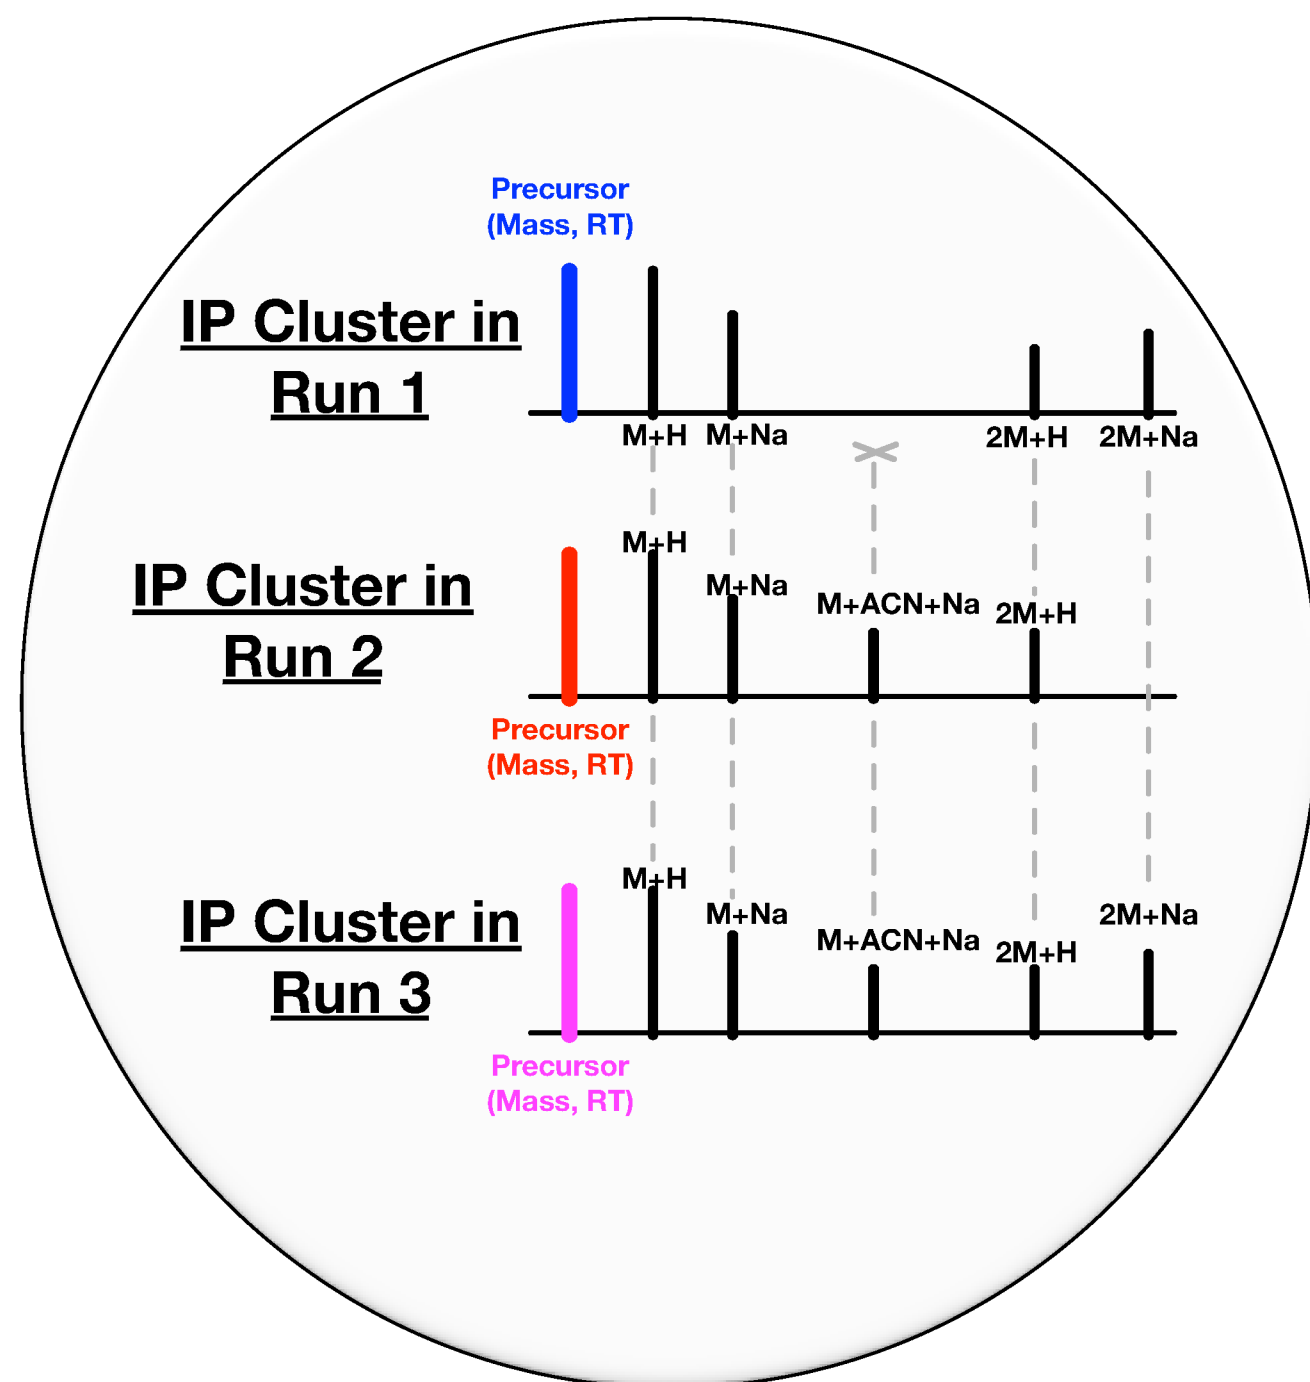 Precursor
(Mass, RT)
IP Cluster in
Run 1
M+H M+Na 2M+H 2M+Na
IP Cluster in
Run 2
M+H
M+Na
M+ACN+Na
2M+H
Precursor
(Mass, RT)
IP Cluster in
Run 3
M+H
M+Na
M+ACN+Na
2M+H
2M+Na
Precursor
(Mass, RT)